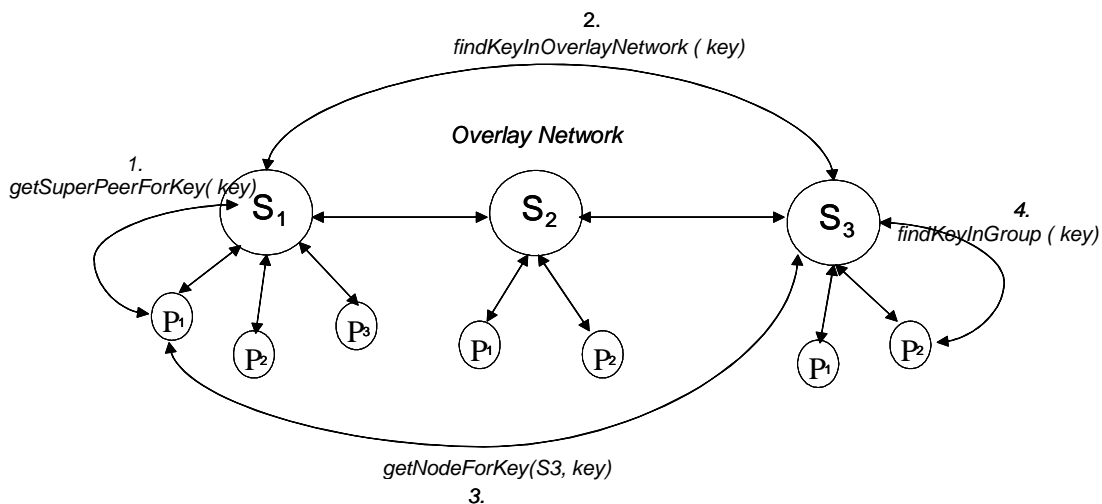 2.
findKeyInOverlayNetwork ( key)
Overlay Network
1.
getSuperPeerForKey( key)
S1
S2
S3
4.
findKeyInGroup ( key)
P1
P2
P3
P1
P2
P1
P2
getNodeForKey(S3, key)
3.